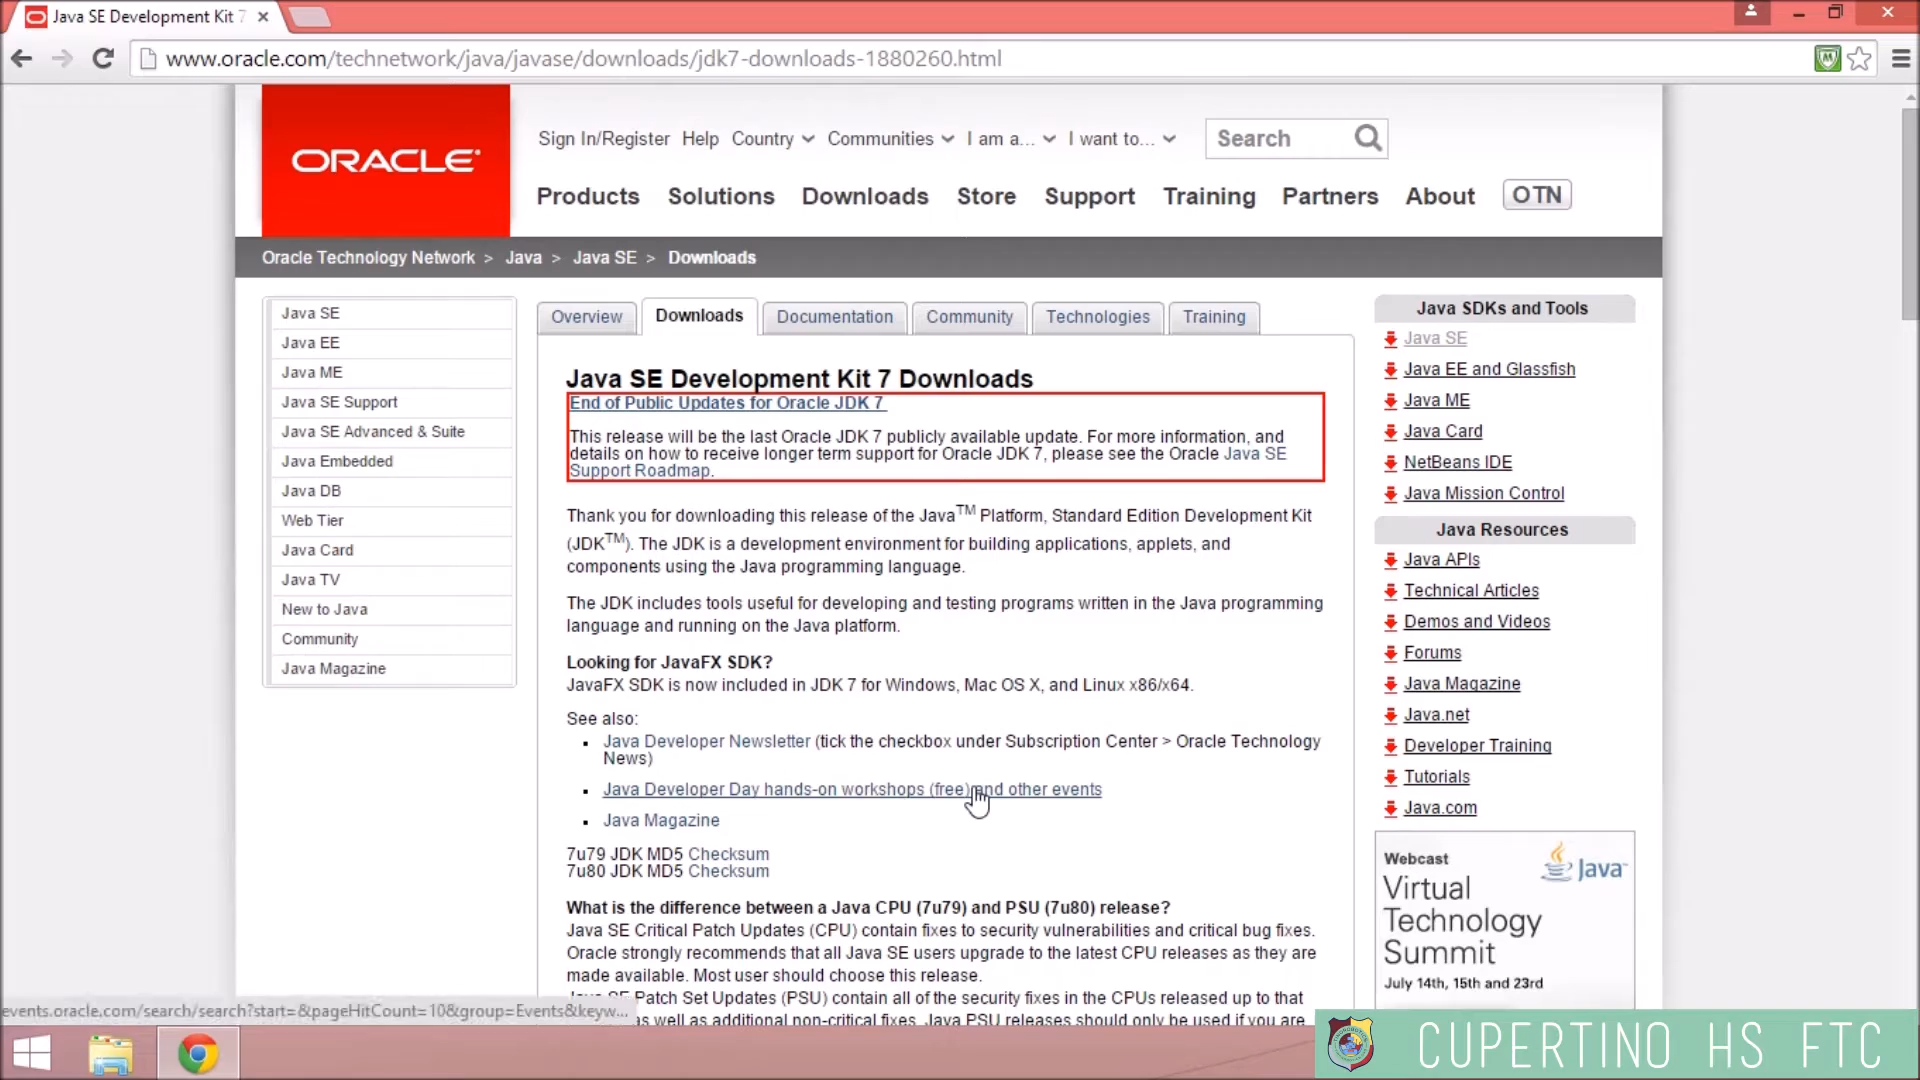 Java SE Development Kit 7
www.oracle.com/technetwork/java/javase/downloads/jdk7-downloads-1880260.html
ORACLE
Sign In/Register Help Country Communities I am a... I want to... Search
Products Solutions Downloads Store Support Training Partners About OTN
Oracle Technology Network > Java > Java SE > Downloads
Java SE
Java EE
Java ME
Java SE Support
Java SE Advanced & Suite
Java Embedded
Java DB
Web Tier
Java Card
Java TV
New to Java
Community
Java Magazine
Overview Downloads Documentation Community Technologies Training
Java SE Development Kit 7 Downloads
End of Public Updates for Oracle JDK 7
This release will be the last Oracle JDK 7 publicly available update. For more information, and
details on how to receive longer term support for Oracle JDK 7, please see the Oracle Java SE
Support Roadmap.
Thank you for downloading this release of the Java™ Platform, Standard Edition Development Kit
(JDK™). The JDK is a development environment for building applications, applets, and
components using the Java programming language.
The JDK includes tools useful for developing and testing programs written in the Java programming
language and running on the Java platform.
Looking for JavaFX SDK?
JavaFX SDK is now included in JDK 7 for Windows, Mac OS X, and Linux x86/x64.
See also:
Java Developer Newsletter (tick the checkbox under Subscription Center > Oracle Technology
News)
Java Developer Day hands-on workshops (free) and other events
Java Magazine
7u79 JDK MD5 Checksum
7u80 JDK MD5 Checksum
What is the difference between a Java CPU (7u79) and PSU (7u80) release?
Java SE Critical Patch Updates (CPU) contain fixes to security vulnerabilities and critical bug fixes.
Oracle strongly recommends that all Java SE users upgrade to the latest CPU releases as they are
made available. Most user should choose this release.
Java SE Patch Set Updates (PSU) contain all of the security fixes in the CPUs released up to that
as well as additional non-critical fixes. Java PSU releases should only be used if you are
Java SDKs and Tools
Java SE
Java EE and Glassfish
Java ME
Java Card
NetBeans IDE
Java Mission Control
Java Resources
Java APIs
Technical Articles
Demos and Videos
Forums
Java Magazine
Java.net
Developer Training
Tutorials
Java.com
Webcast
Java™
Virtual
Technology
Summit
July 14th, 15th and 23rd
events.oracle.com/search/search?start=&pageHitCount=10&group=Events&keyw...
CUPERTINO HS FTC